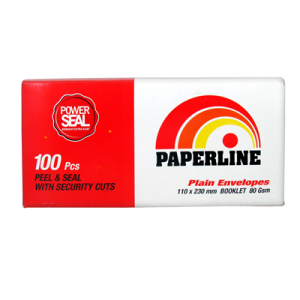 POWER
SEAL
100 Pcs
PEEL & SEAL
WITH SECURITY CUTS
PAPERLINE
Plain Envelopes
110 x 230 mm BOOKLET 80 Gsm